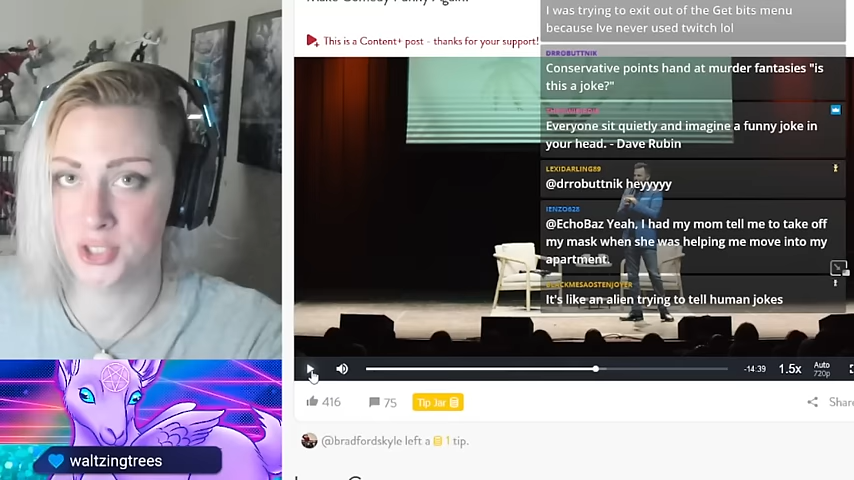 Make Comedy Funny Again!
This is a Content+ post - thanks for your support!
I was trying to exit out of the Get bits menu
because Ive never used twitch lol
DRROBUTTNIK
Conservative points hand at murder fantasies "is
this a joke?"
Everyone sit quietly and imagine a funny joke in
your head. - Dave Rubin
LEXIDARLING89
@drrobuttnik heyyyyy
IENZO628
@EchoBaz Yeah, I had my mom tell me to take off
my mask when she was helping me move into my
apartment.
BLACKMESAOSTENJOYER
It's like an alien trying to tell human jokes
-14:39
1.5x
Auto
720p
416
75
Tip Jar
Share
@bradfordskyle left a 1 tip.
waltzingtrees